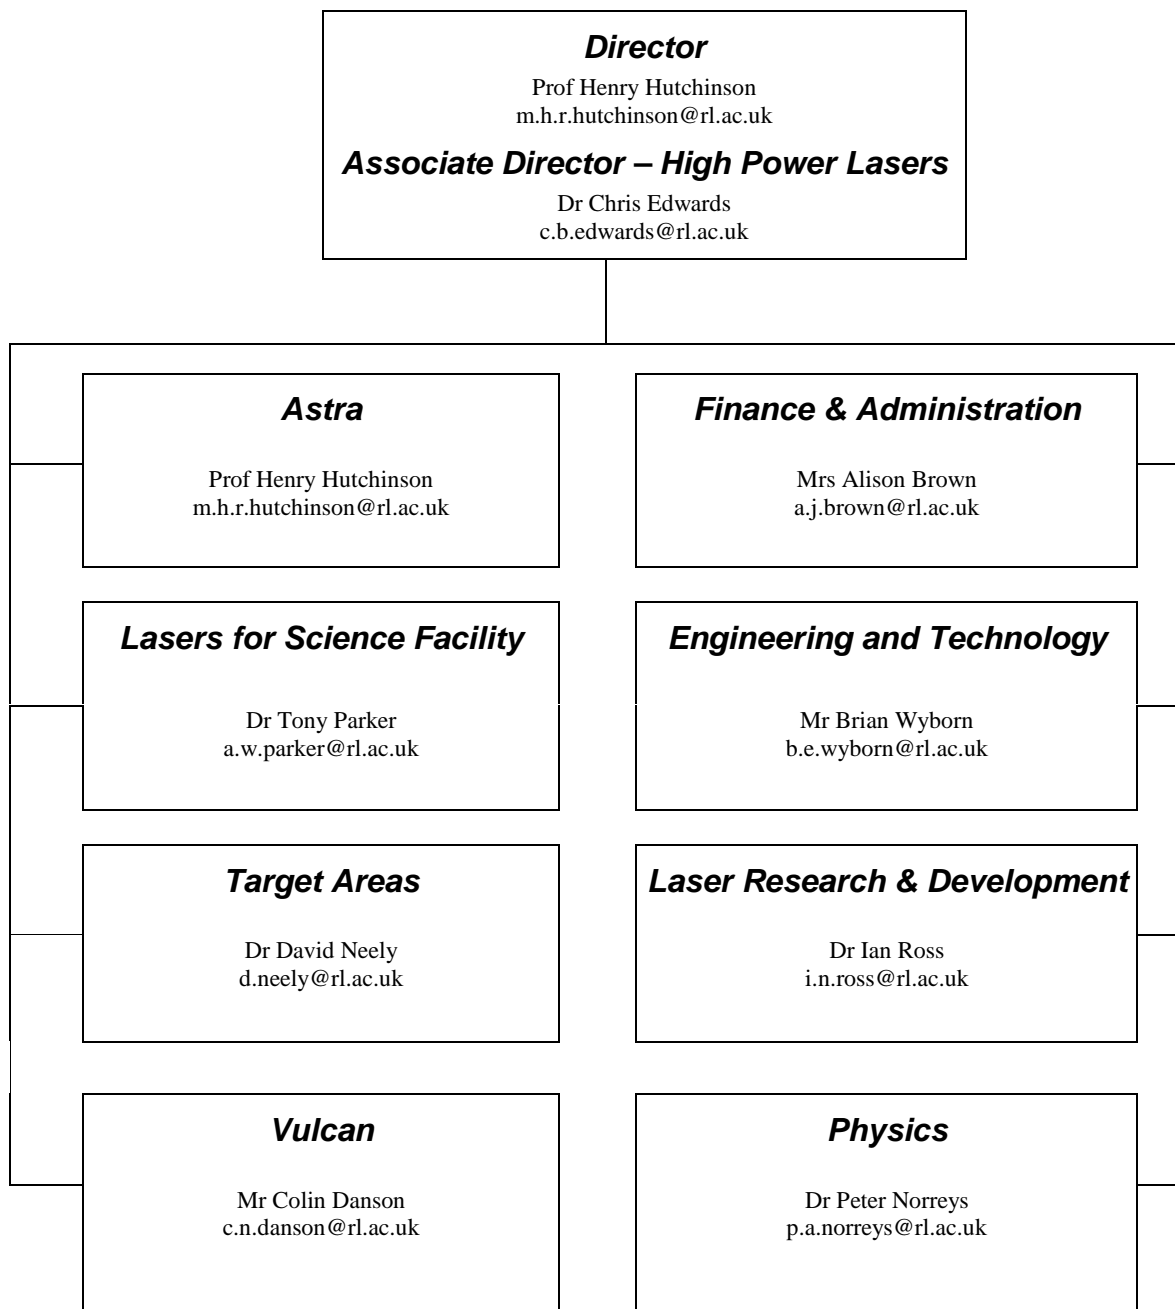 Director
Prof Henry Hutchinson
m.h.r.hutchinson@rl.ac.uk
Associate Director – High Power Lasers
Dr Chris Edwards
c.b.edwards@rl.ac.uk
Astra
Prof Henry Hutchinson
m.h.r.hutchinson@rl.ac.uk
Finance & Administration
Mrs Alison Brown
a.j.brown@rl.ac.uk
Lasers for Science Facility
Dr Tony Parker
a.w.parker@rl.ac.uk
Engineering and Technology
Mr Brian Wyborn
b.e.wyborn@rl.ac.uk
Target Areas
Dr David Neely
d.neely@rl.ac.uk
Laser Research & Development
Dr Ian Ross
i.n.ross@rl.ac.uk
Vulcan
Mr Colin Danson
c.n.danson@rl.ac.uk
Physics
Dr Peter Norreys
p.a.norreys@rl.ac.uk